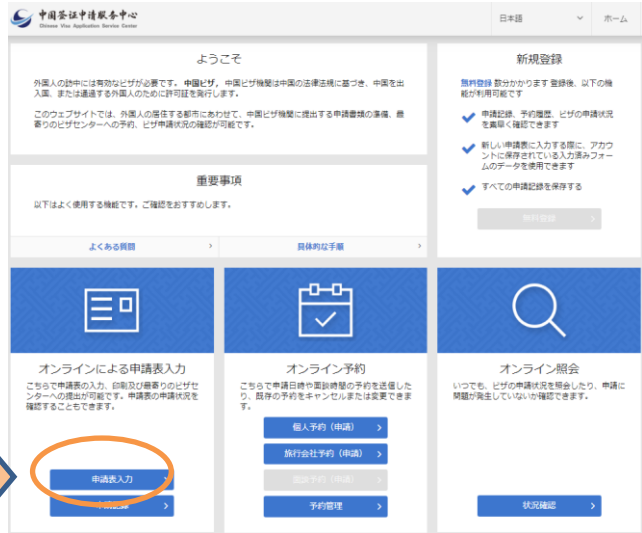 中国签证申请服务中心
Chinese Visa Application Service Center
日本語
ホーム
ようこそ
外国人の訪中には有効なビザが必要です。 中国ビザ， 中国ビザ機関は中国の法律法規に基づき、中国を出
入国、または通過する外国人のために許可証を発行します。
このウェブサイトでは、外国人の居住する都市にあわせて、中国ビザ機関に提出する申請書類の準備、最
寄りのビザセンターへの予約、ビザ申請状況の確認が可能です。
重要事項
以下はよく使用する機能です。ご確認をおすすめします。
よくある質問
具体的な手順
新規登録
無料登録 数分かかります 登録後、以下の機
能が利用可能です
申請記録、予約履歴、ビザの申請状況
を素早く確認できます
新しい申請表に入力する際に、アカウ
ントに保存されている入力済みフォー
ムのデータを使用できます
すべての申請記録を保存する
無料登録
オンラインによる申請表入力
こちらで申請表の入力、印刷及び最寄りのビザセ
ンターへの提出が可能です。申請表の申請状況を
確認することもできます。
申請表入力
オンライン予約
こちらで申請日時や面談時間の予約を送信した
り、既存の予約をキャンセルまたは変更できま
す。
個人予約（申請）
旅行会社予約（申請）
面談予約（申請）
予約管理
オンライン照会
いつでも、ビザの申請状況を照会したり、申請に
問題が発生していないか確認できます。
状況確認